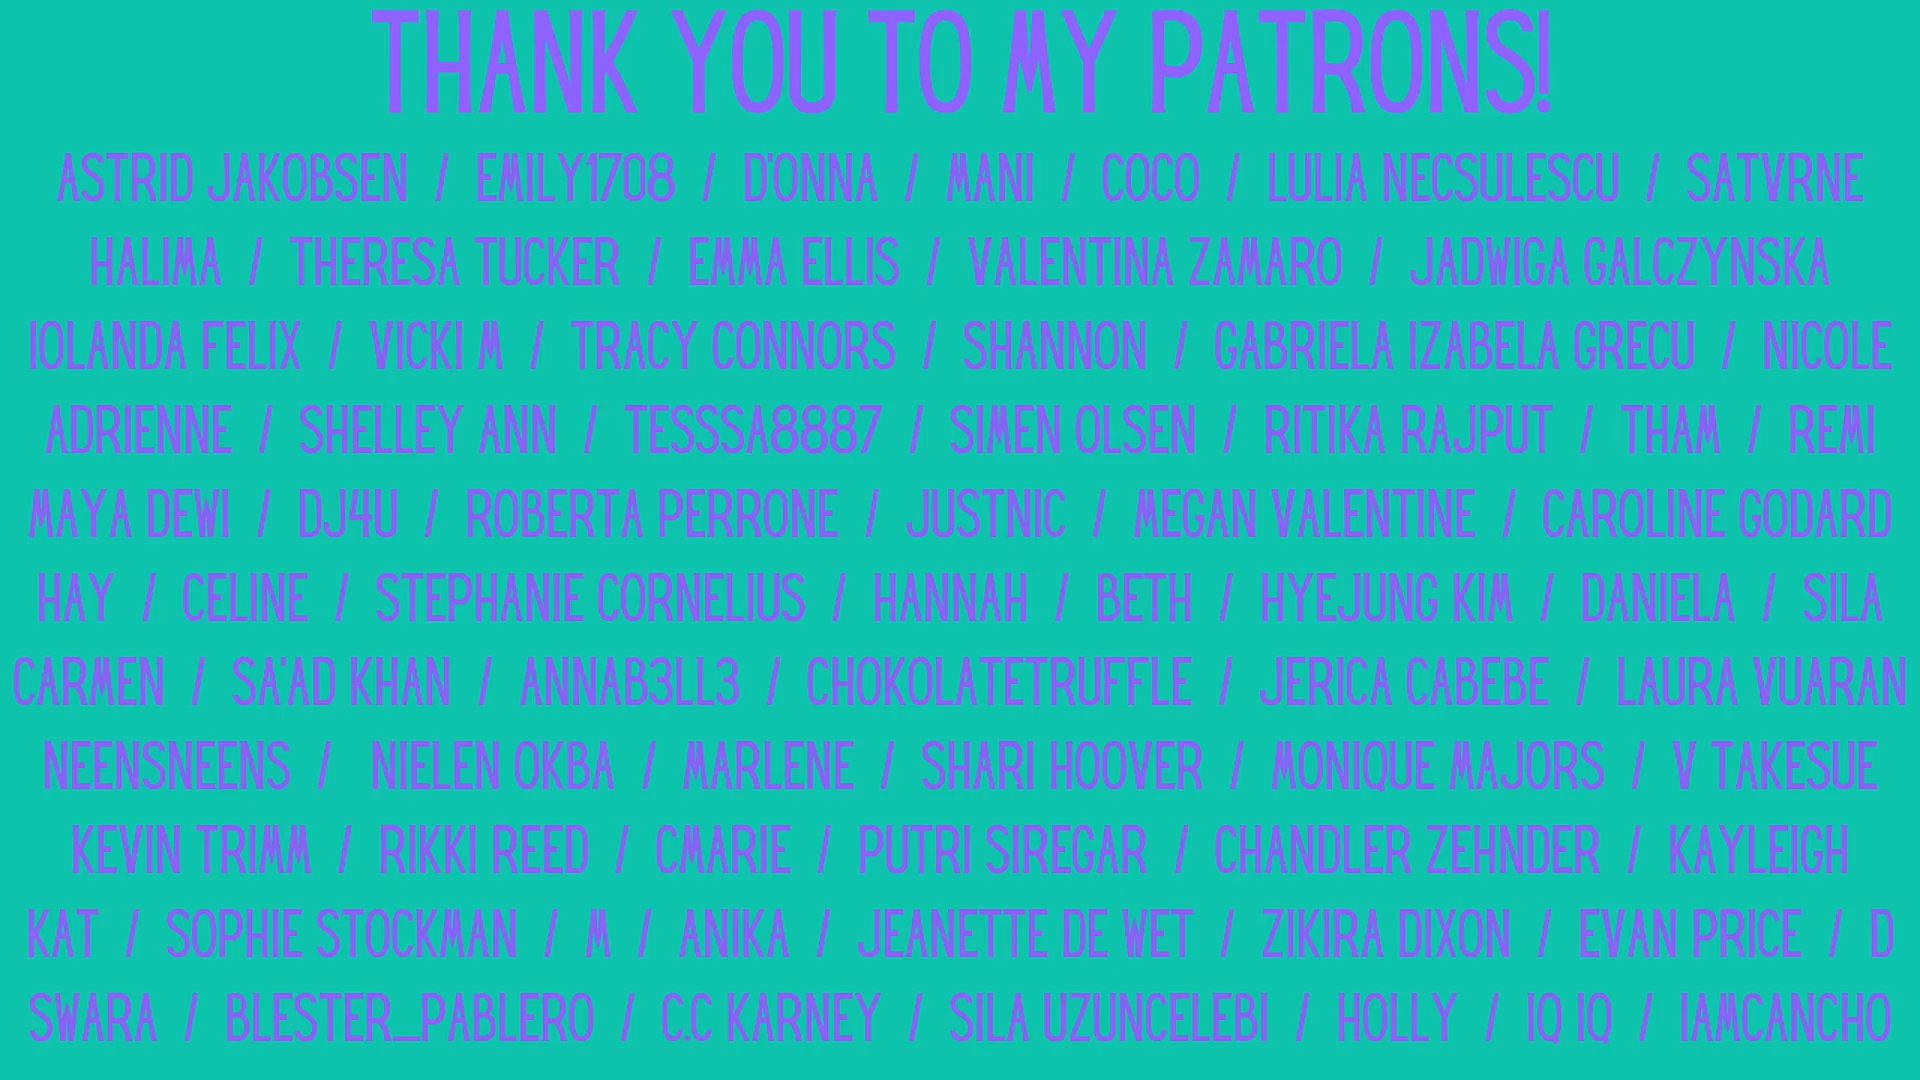 THANK YOU TO MY PATRONS!
ASTRID JAKOBSEN / EMILY1708 / D'ONNA / MANI / COCO / LULIA NECSULESCU / SATVRNE
HALIMA / THERESA TUCKER / EMMA ELLIS / VALENTINA ZAMARO / JADWIGA GALCZYNSKA
IOLANDA FELIX / VICKI M / TRACY CONNORS / SHANNON / GABRIELA IZABELA GRECU / NICOLE
ADRIENNE / SHELLEY ANN / TESSSA8887 / SIMEN OLSEN / RITIKA RAJPUT / THAM / REMI
MAYA DEWI / DJ4U / ROBERTA PERRONE / JUSTNIC / MEGAN VALENTINE / CAROLINE GODARD
HAY / CELINE / STEPHANIE CORNELIUS / HANNAH / BETH / HYEJUNG KIM / DANIELA / SILA
CARMEN / SA'AD KHAN / ANNAB3LL3 / CHOKOLATETRUFFLE / JERICA CABEBE / LAURA VUARAN
NEENSNEENS / NIELEN OKBA / MARLENE / SHARI HOOVER / MONIQUE MAJORS / V TAKESUE
KEVIN TRIMM / RIKKI REED / CMARIE / PUTRI SIREGAR / CHANDLER ZEHNDER / KAYLEIGH
KAT / SOPHIE STOCKMAN / M / ANIKA / JEANETTE DE WET / ZIKIRA DIXON / EVAN PRICE / D
SWARA / BLESTER_PABLERO / C.C KARNEY / SILA UZUNCELEBI / HOLLY / IQ IQ / IAMCANCHO